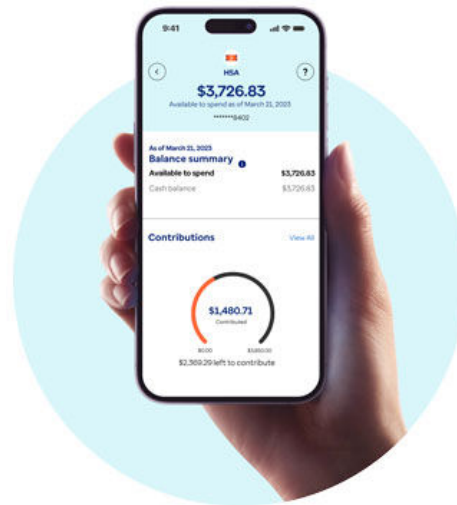 9:41
HSA
?
$3,726.83
Available to spend as of March 21, 2023
*******9402
As of March 21, 2023
Balance summary
Available to spend $3,726.83
Cash balance $3,726.83
Contributions View All
$1,480.71
Contributed
$0.00 $3,850.00
$2,369.29 left to contribute